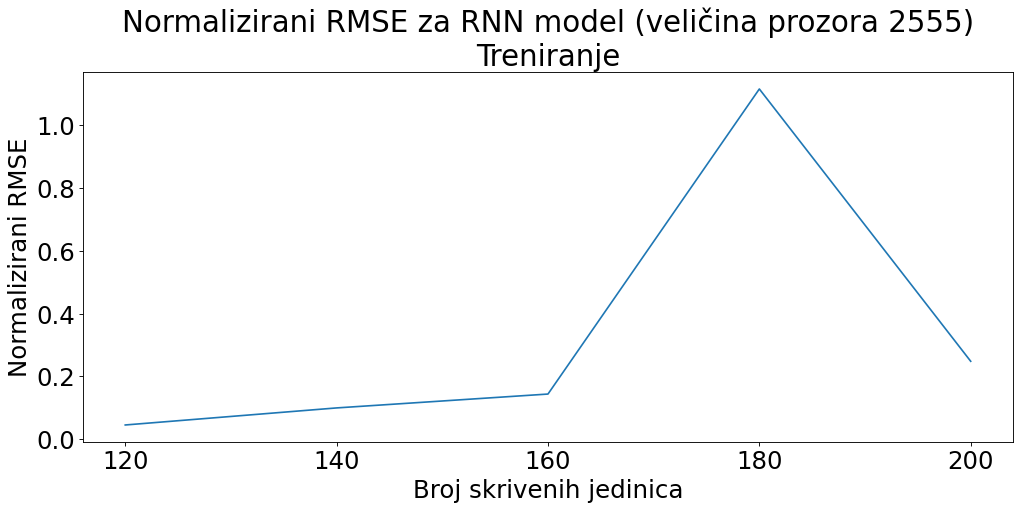 Normalizirani RMSE za RNN model (veličina prozora 2555)
Treniranje
Normalizirani RMSE
1.0
0.8
0.6
0.4
0.2
0.0
120 140 160 180 200
Broj skrivenih jedinica